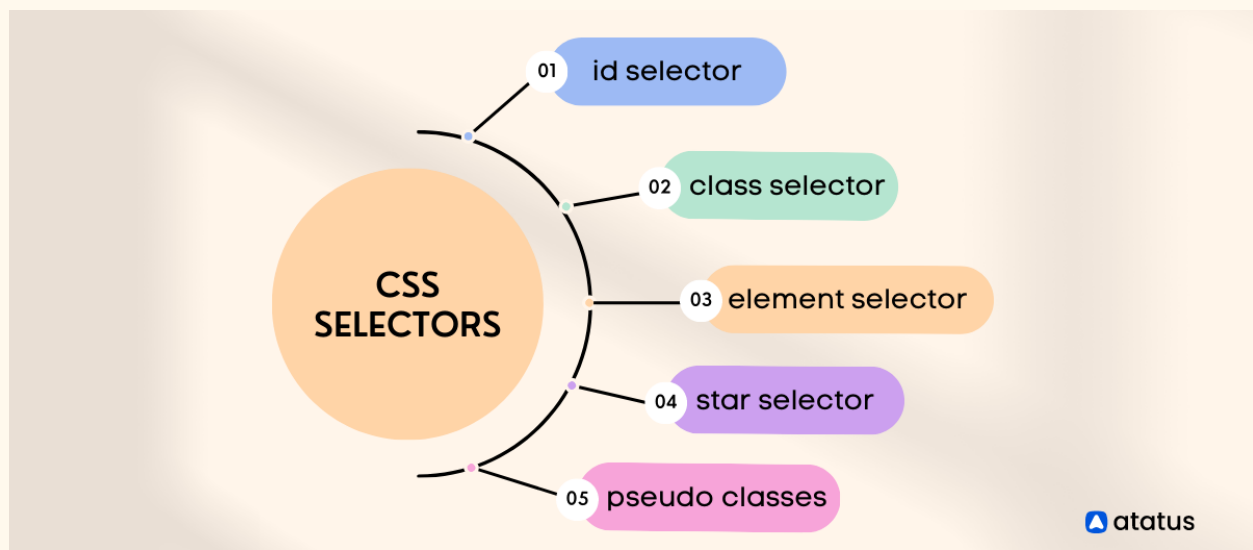 CSS
SELECTORS
01 id selector
02 class selector
03 element selector
04 star selector
05 pseudo classes
atatus